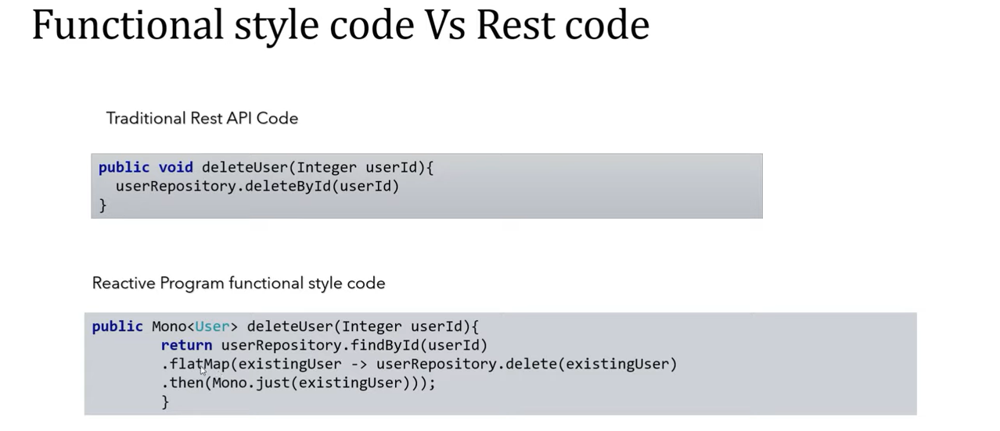 Functional style code Vs Rest code
Traditional Rest API Code
public void deleteUser(Integer userId){
userRepository.deleteById(userId)
}
Reactive Program functional style code
public Mono<User> deleteUser(Integer userId){
return userRepository.findById(userId)
.flatMap(existingUser -> userRepository.delete(existingUser)
.then(Mono.just(existingUser)));
}